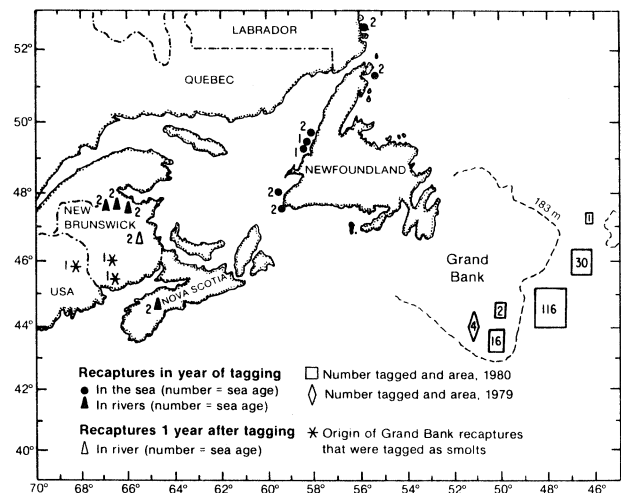 52°
50°
48°
46°
44°
42°
40°
70°
68°
66°
64°
62°
60°
58°
56°
54°
52°
50°
48°
46°
LABRADOR
QUEBEC
2
2
2
1
1
2
2
NEWFOUNDLAND
183 m
NEW
BRUNSWICK
2
2
2
2
1
1
1
USA
NOVA SCOTIA
2
Grand
Bank
1
30
116
2
4
16
Recaptures in year of tagging
In the sea (number = sea age)
In rivers (number = sea age)
Recaptures 1 year after tagging
In river (number = sea age)
Number tagged and area, 1980
Number tagged and area, 1979
Origin of Grand Bank recaptures
that were tagged as smolts